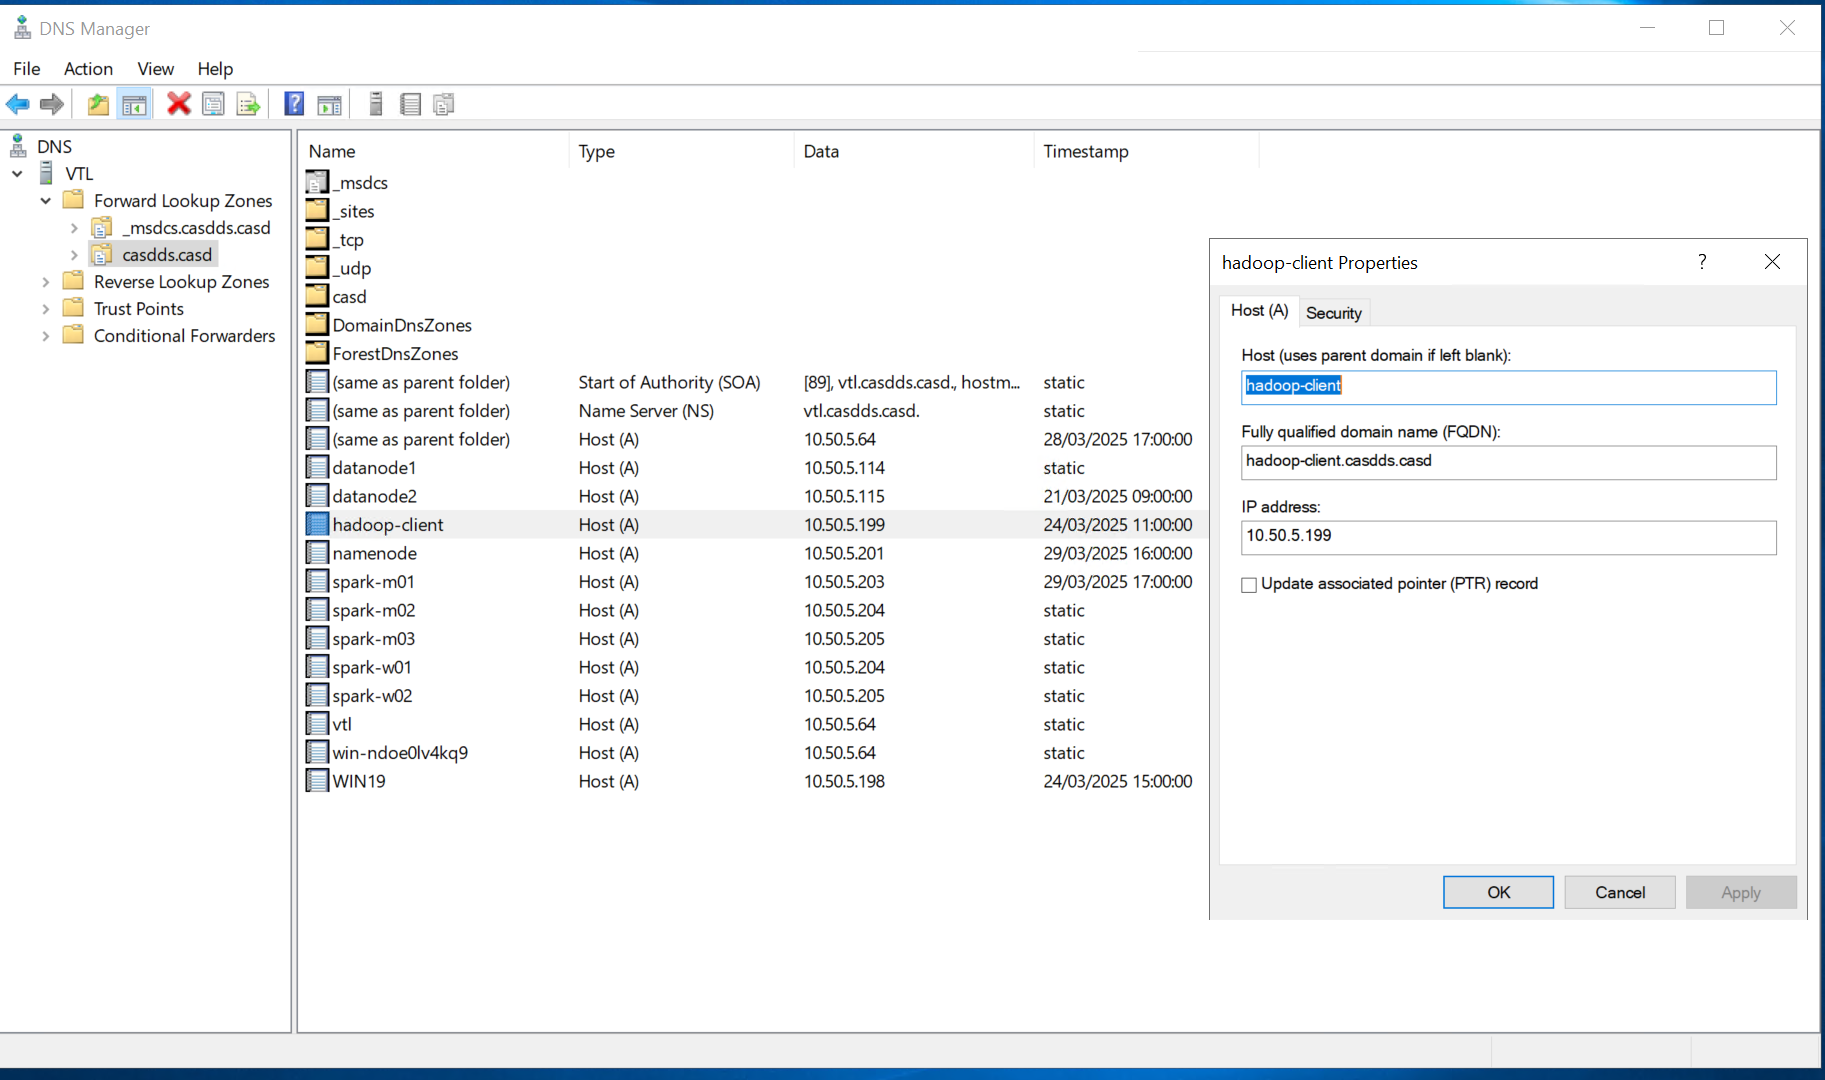 DNS Manager
File Action View Help
DNS
VTL
Forward Lookup Zones
_msdcs.casdds.casd
casdds.casd
Reverse Lookup Zones
Trust Points
Conditional Forwarders
Name Type Data Timestamp
_msdcs
_sites
_tcp
_udp
casd
DomainDnsZones
ForestDnsZones
(same as parent folder) Start of Authority (SOA) [89], vtl.casdds.casd., hostm... static
(same as parent folder) Name Server (NS) vtl.casdds.casd. static
(same as parent folder) Host (A) 10.50.5.64 28/03/2025 17:00:00
datanode1 Host (A) 10.50.5.114 static
datanode2 Host (A) 10.50.5.115 21/03/2025 09:00:00
hadoop-client Host (A) 10.50.5.199 24/03/2025 11:00:00
namenode Host (A) 10.50.5.201 29/03/2025 16:00:00
spark-m01 Host (A) 10.50.5.203 29/03/2025 17:00:00
spark-m02 Host (A) 10.50.5.204 static
spark-m03 Host (A) 10.50.5.205 static
spark-w01 Host (A) 10.50.5.204 static
spark-w02 Host (A) 10.50.5.205 static
vtl Host (A) 10.50.5.64 static
win-ndoe0lv4kq9 Host (A) 10.50.5.64 static
WIN19 Host (A) 10.50.5.198 24/03/2025 15:00:00
hadoop-client Properties ?
Host (A) Security
Host (uses parent domain if left blank):
hadoop-client
Fully qualified domain name (FQDN):
hadoop-client.casdds.casd
IP address:
10.50.5.199
Update associated pointer (PTR) record
OK Cancel Apply